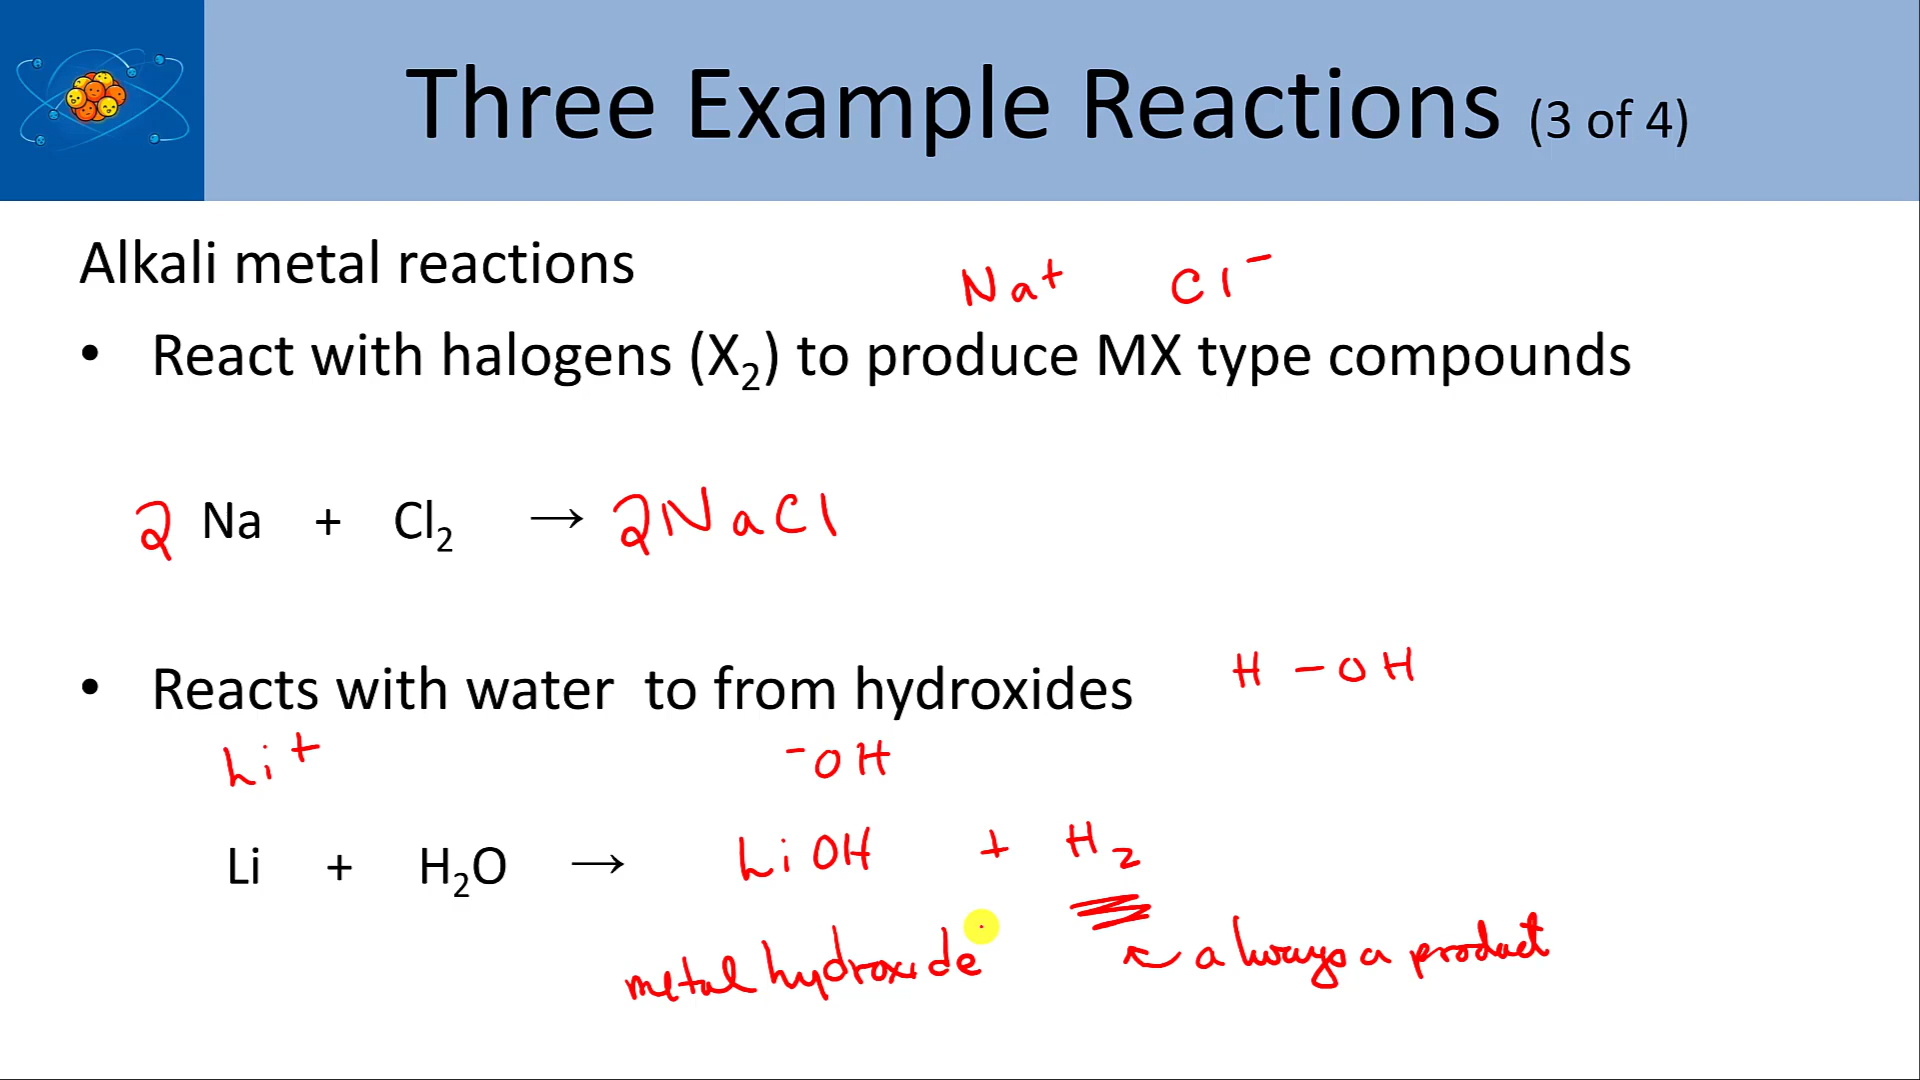 Three Example Reactions (3 of 4)
Alkali metal reactions
Na⁺ Cl⁻
• React with halogens (X₂) to produce MX type compounds
2 Na + Cl₂ → 2NaCl
• Reacts with water to from hydroxides H –OH
Li⁺ ⁻OH
Li + H₂O → LiOH + H₂
metal hydroxide ↖ always a product